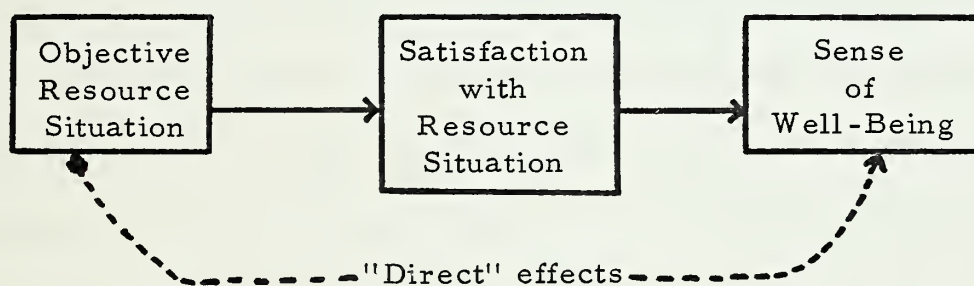 Objective
Resource
Situation
Satisfaction
with
Resource
Situation
Sense
of
Well-Being
"Direct" effects